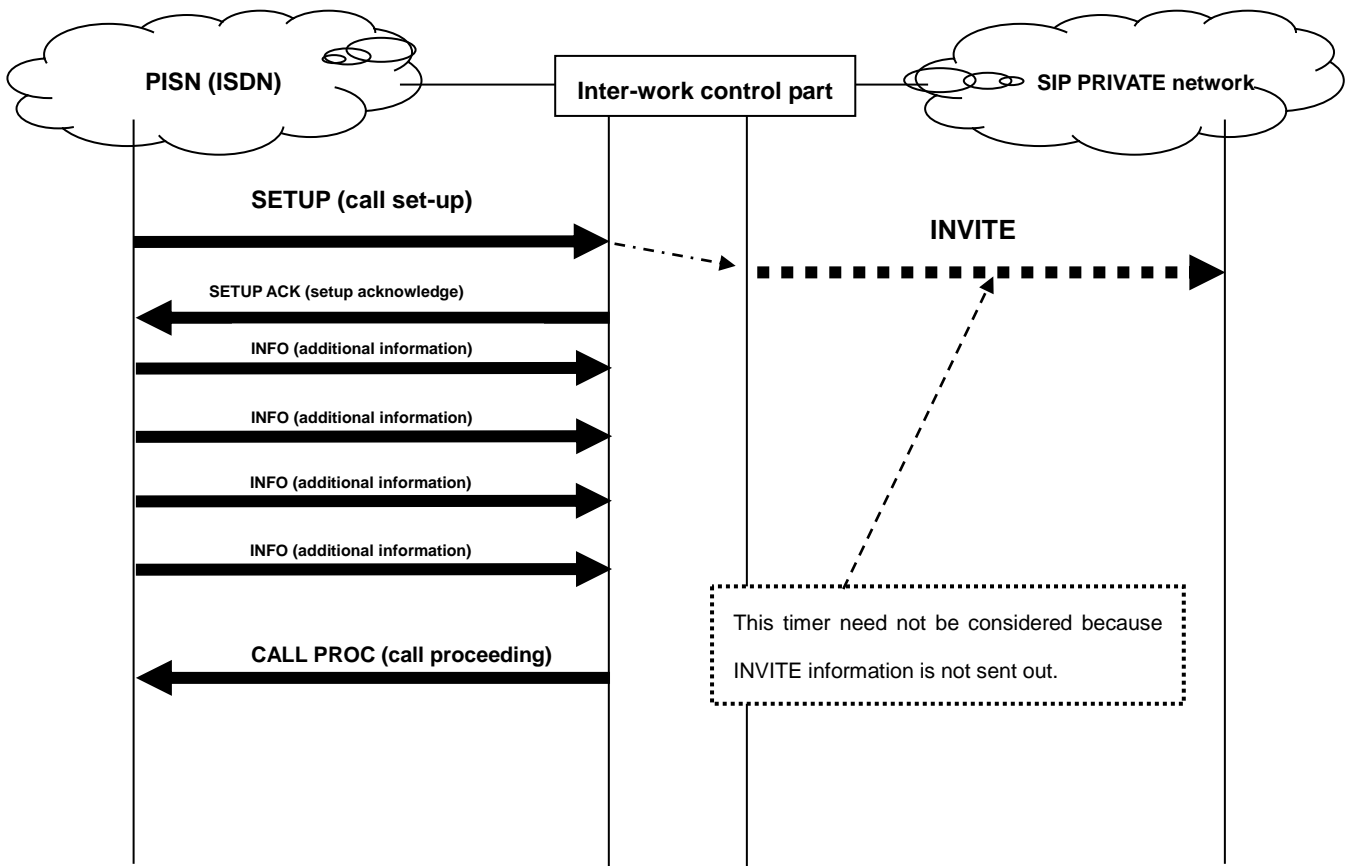 PISN (ISDN)
Inter-work control part
SIP PRIVATE network
SETUP (call set-up)
INVITE
SETUP ACK (setup acknowledge)
INFO (additional information)
INFO (additional information)
INFO (additional information)
INFO (additional information)
This timer need not be considered because
INVITE information is not sent out.
CALL PROC (call proceeding)